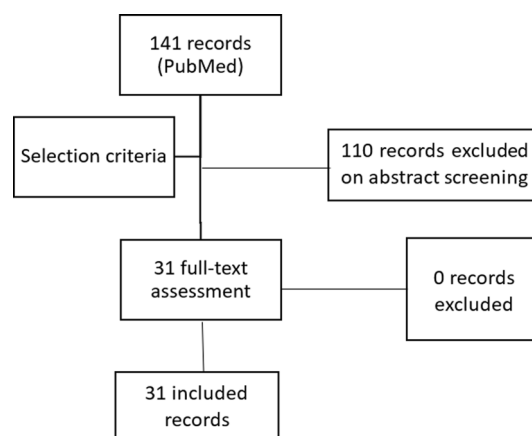 141 records
(PubMed)
Selection criteria
110 records excluded
on abstract screening
31 full-text
assessment
0 records
excluded
31 included
records